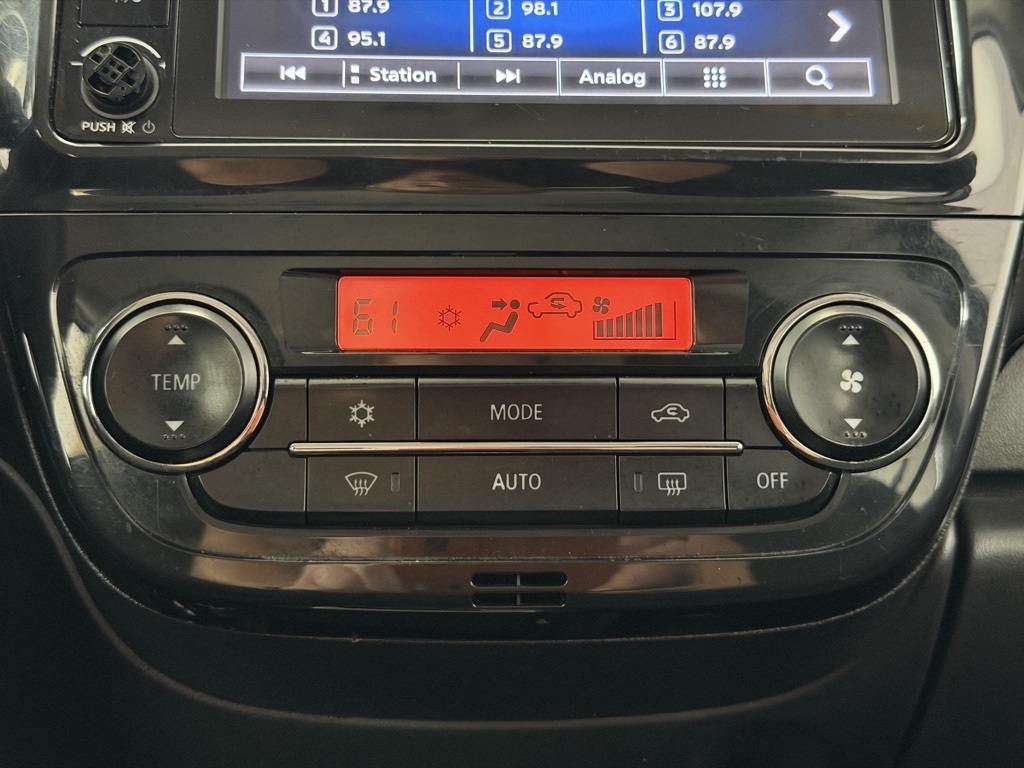 1 87.9 2 98.1 3 107.9
4 95.1 5 87.9 6 87.9
Station Analog
PUSH
61
TEMP
MODE
AUTO
OFF